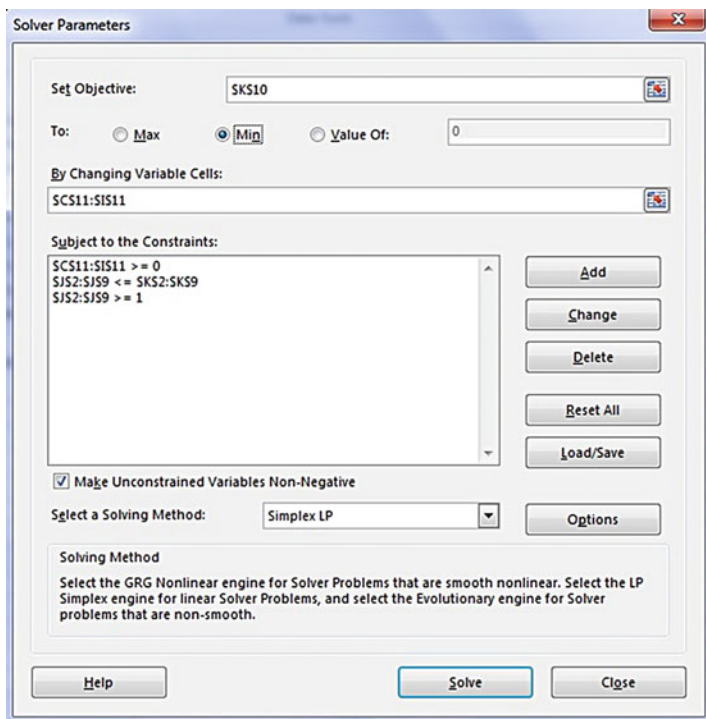 Solver Parameters
Set Objective:
$K$10
To:
Max
Min
Value Of:
0
By Changing Variable Cells:
$C$11:$I$11
Subject to the Constraints:
$C$11:$I$11 >= 0
$J$2:$J$9 <= $K$2:$K$9
$J$2:$J$9 >= 1
Add
Change
Delete
Reset All
Load/Save
Make Unconstrained Variables Non-Negative
Select a Solving Method:
Simplex LP
Options
Solving Method
Select the GRG Nonlinear engine for Solver Problems that are smooth nonlinear. Select the LP
Simplex engine for linear Solver Problems, and select the Evolutionary engine for Solver
problems that are non-smooth.
Help
Solve
Close